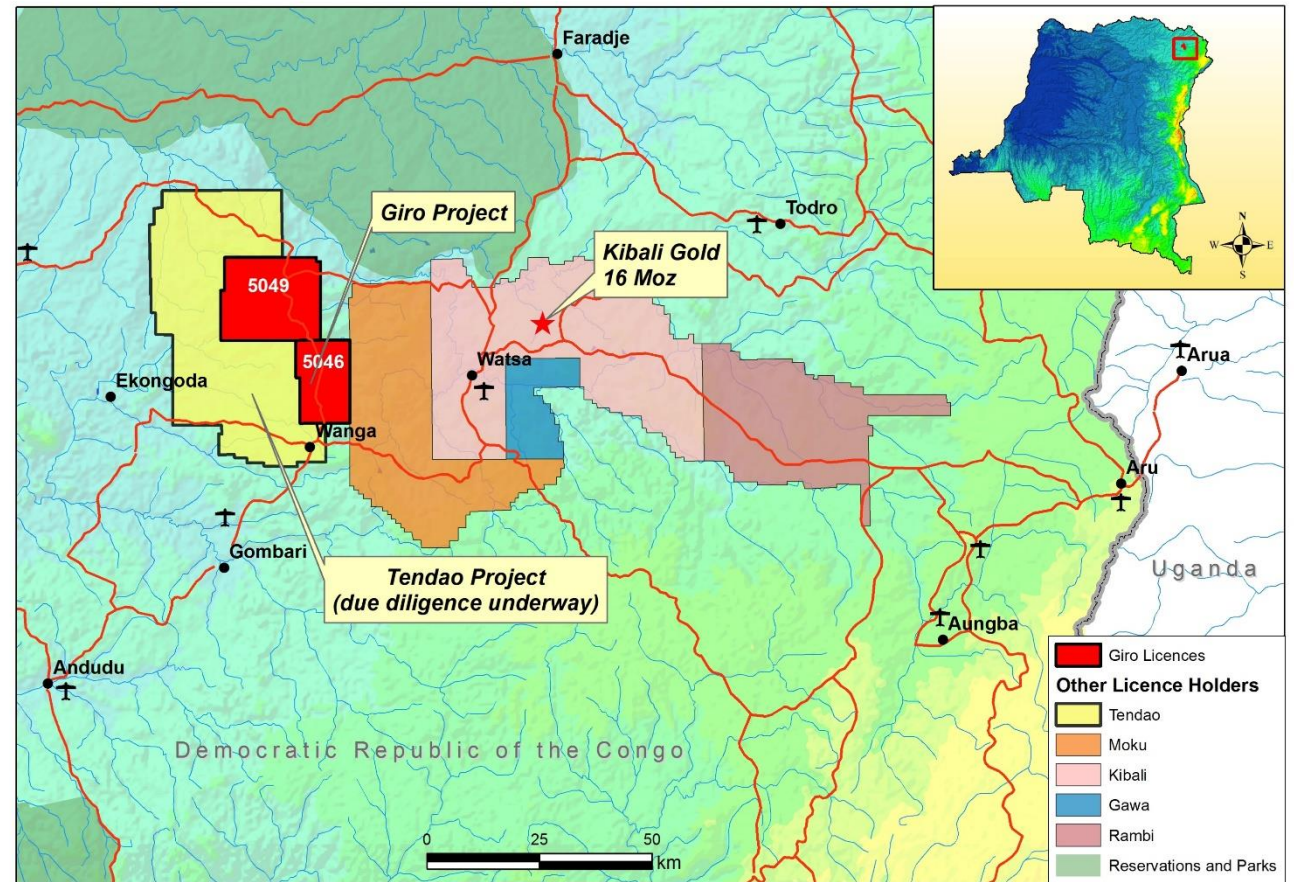 Faradje
N
W E
S
Giro Project
Todro
Kibali Gold
16 Moz
5049
5046
Watsa
Arua
Ekongoda
Wanga
Aru
Gombari
Uganda
Tendao Project
(due diligence underway)
Aungba
Andudu
Democratic Republic of the Congo
0 25 50
km
Giro Licences
Other Licence Holders
Tendao
Moku
Kibali
Gawa
Rambi
Reservations and Parks